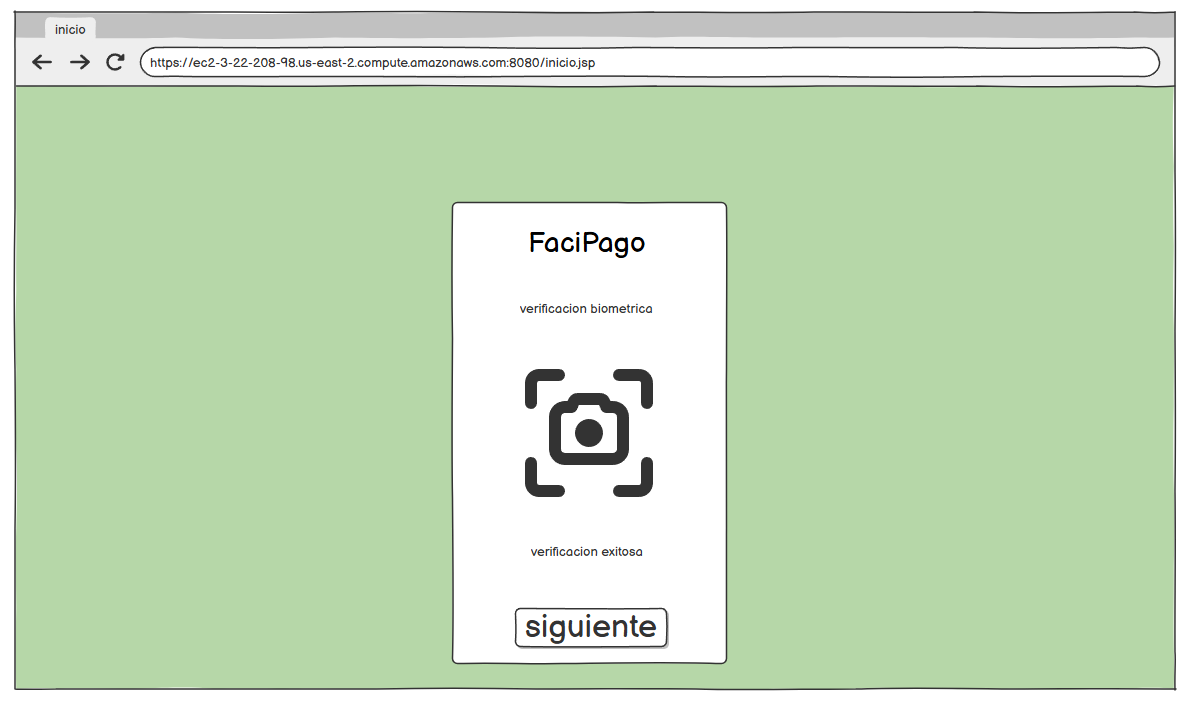 inicio
https://ec2-3-22-208-98.us-east-2.compute.amazonaws.com:8080/inicio.jsp
FaciPago
verificacion biometrica
verificacion exitosa
siguiente